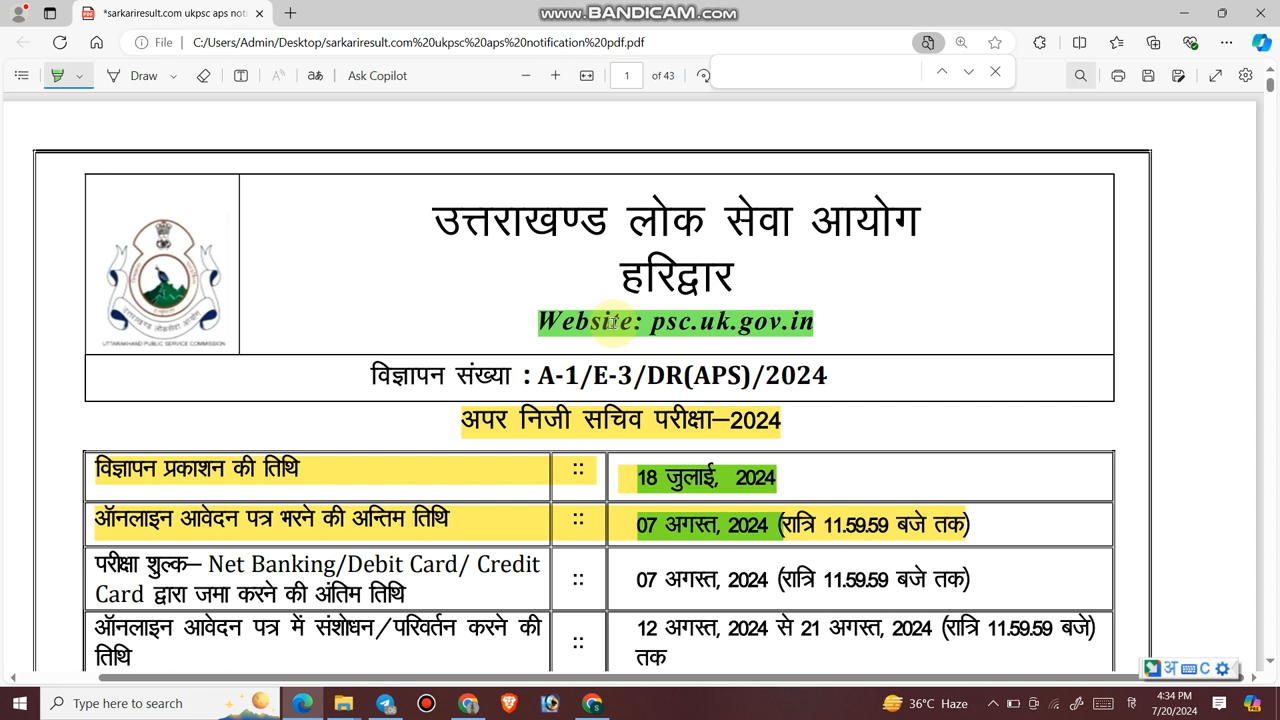 www.BANDICAM.com
*sarkariresult.com ukpsc aps noti
File
C:/Users/Admin/Desktop/sarkariresult.com%20ukpsc%20aps%20notification%20pdf.pdf
Draw
Ask Copilot
1 of 43
उत्तराखण्ड लोक सेवा आयोग
हरिद्वार
Website: psc.uk.gov.in
UTTARAKHAND PUBLIC SERVICE COMMISSION
विज्ञापन संख्या : A-1/E-3/DR(APS)/2024
अपर निजी सचिव परीक्षा–2024
विज्ञापन प्रकाशन की तिथि :: 18 जुलाई, 2024
ऑनलाइन आवेदन पत्र भरने की अन्तिम तिथि :: 07 अगस्त, 2024 (रात्रि 11.59.59 बजे तक)
परीक्षा शुल्क– Net Banking/Debit Card/ Credit
Card द्वारा जमा करने की अंतिम तिथि :: 07 अगस्त, 2024 (रात्रि 11.59.59 बजे तक)
ऑनलाइन आवेदन पत्र में संशोधन/परिवर्तन करने की
तिथि :: 12 अगस्त, 2024 से 21 अगस्त, 2024 (रात्रि 11.59.59 बजे)
तक
Type here to search
36°C Haze
4:34 PM
7/20/2024